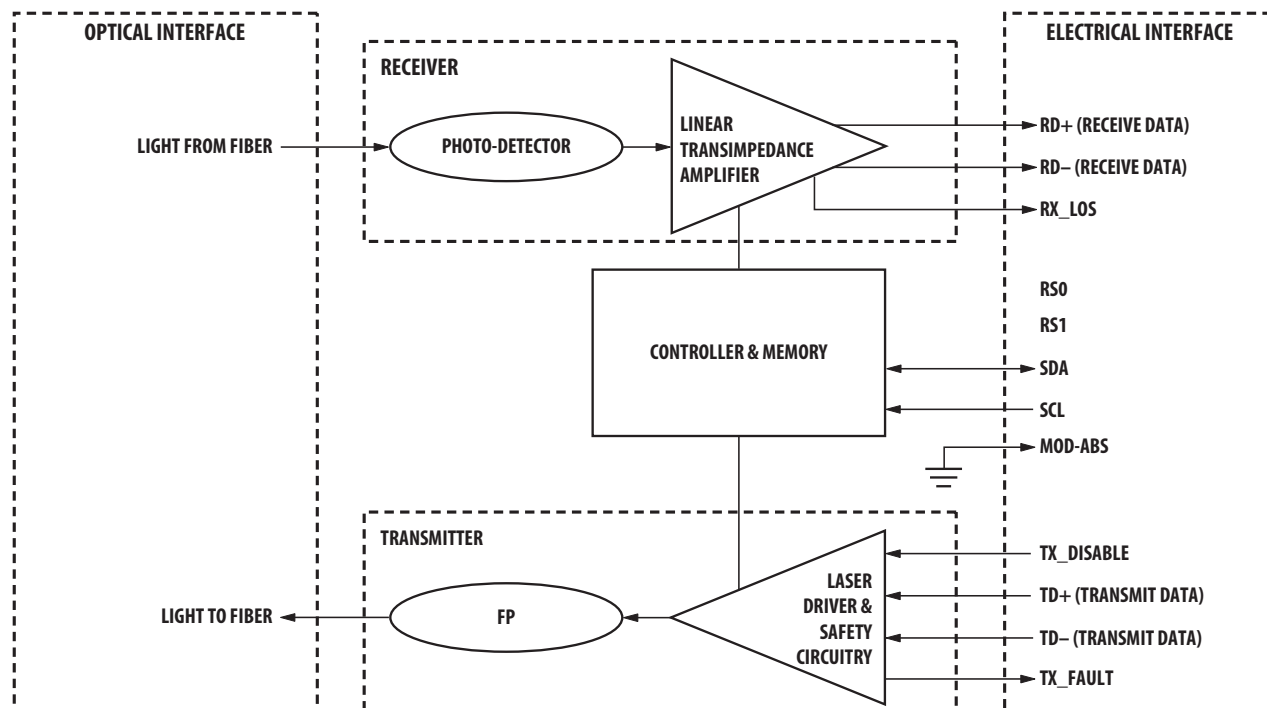 OPTICAL INTERFACE
ELECTRICAL INTERFACE
RECEIVER
LIGHT FROM FIBER
PHOTO-DETECTOR
LINEAR
TRANSIMPEDANCE
AMPLIFIER
RD+ (RECEIVE DATA)
RD– (RECEIVE DATA)
RX_LOS
CONTROLLER & MEMORY
RS0
RS1
SDA
SCL
MOD-ABS
TRANSMITTER
LIGHT TO FIBER
FP
LASER
DRIVER &
SAFETY
CIRCUITRY
TX_DISABLE
TD+ (TRANSMIT DATA)
TD– (TRANSMIT DATA)
TX_FAULT